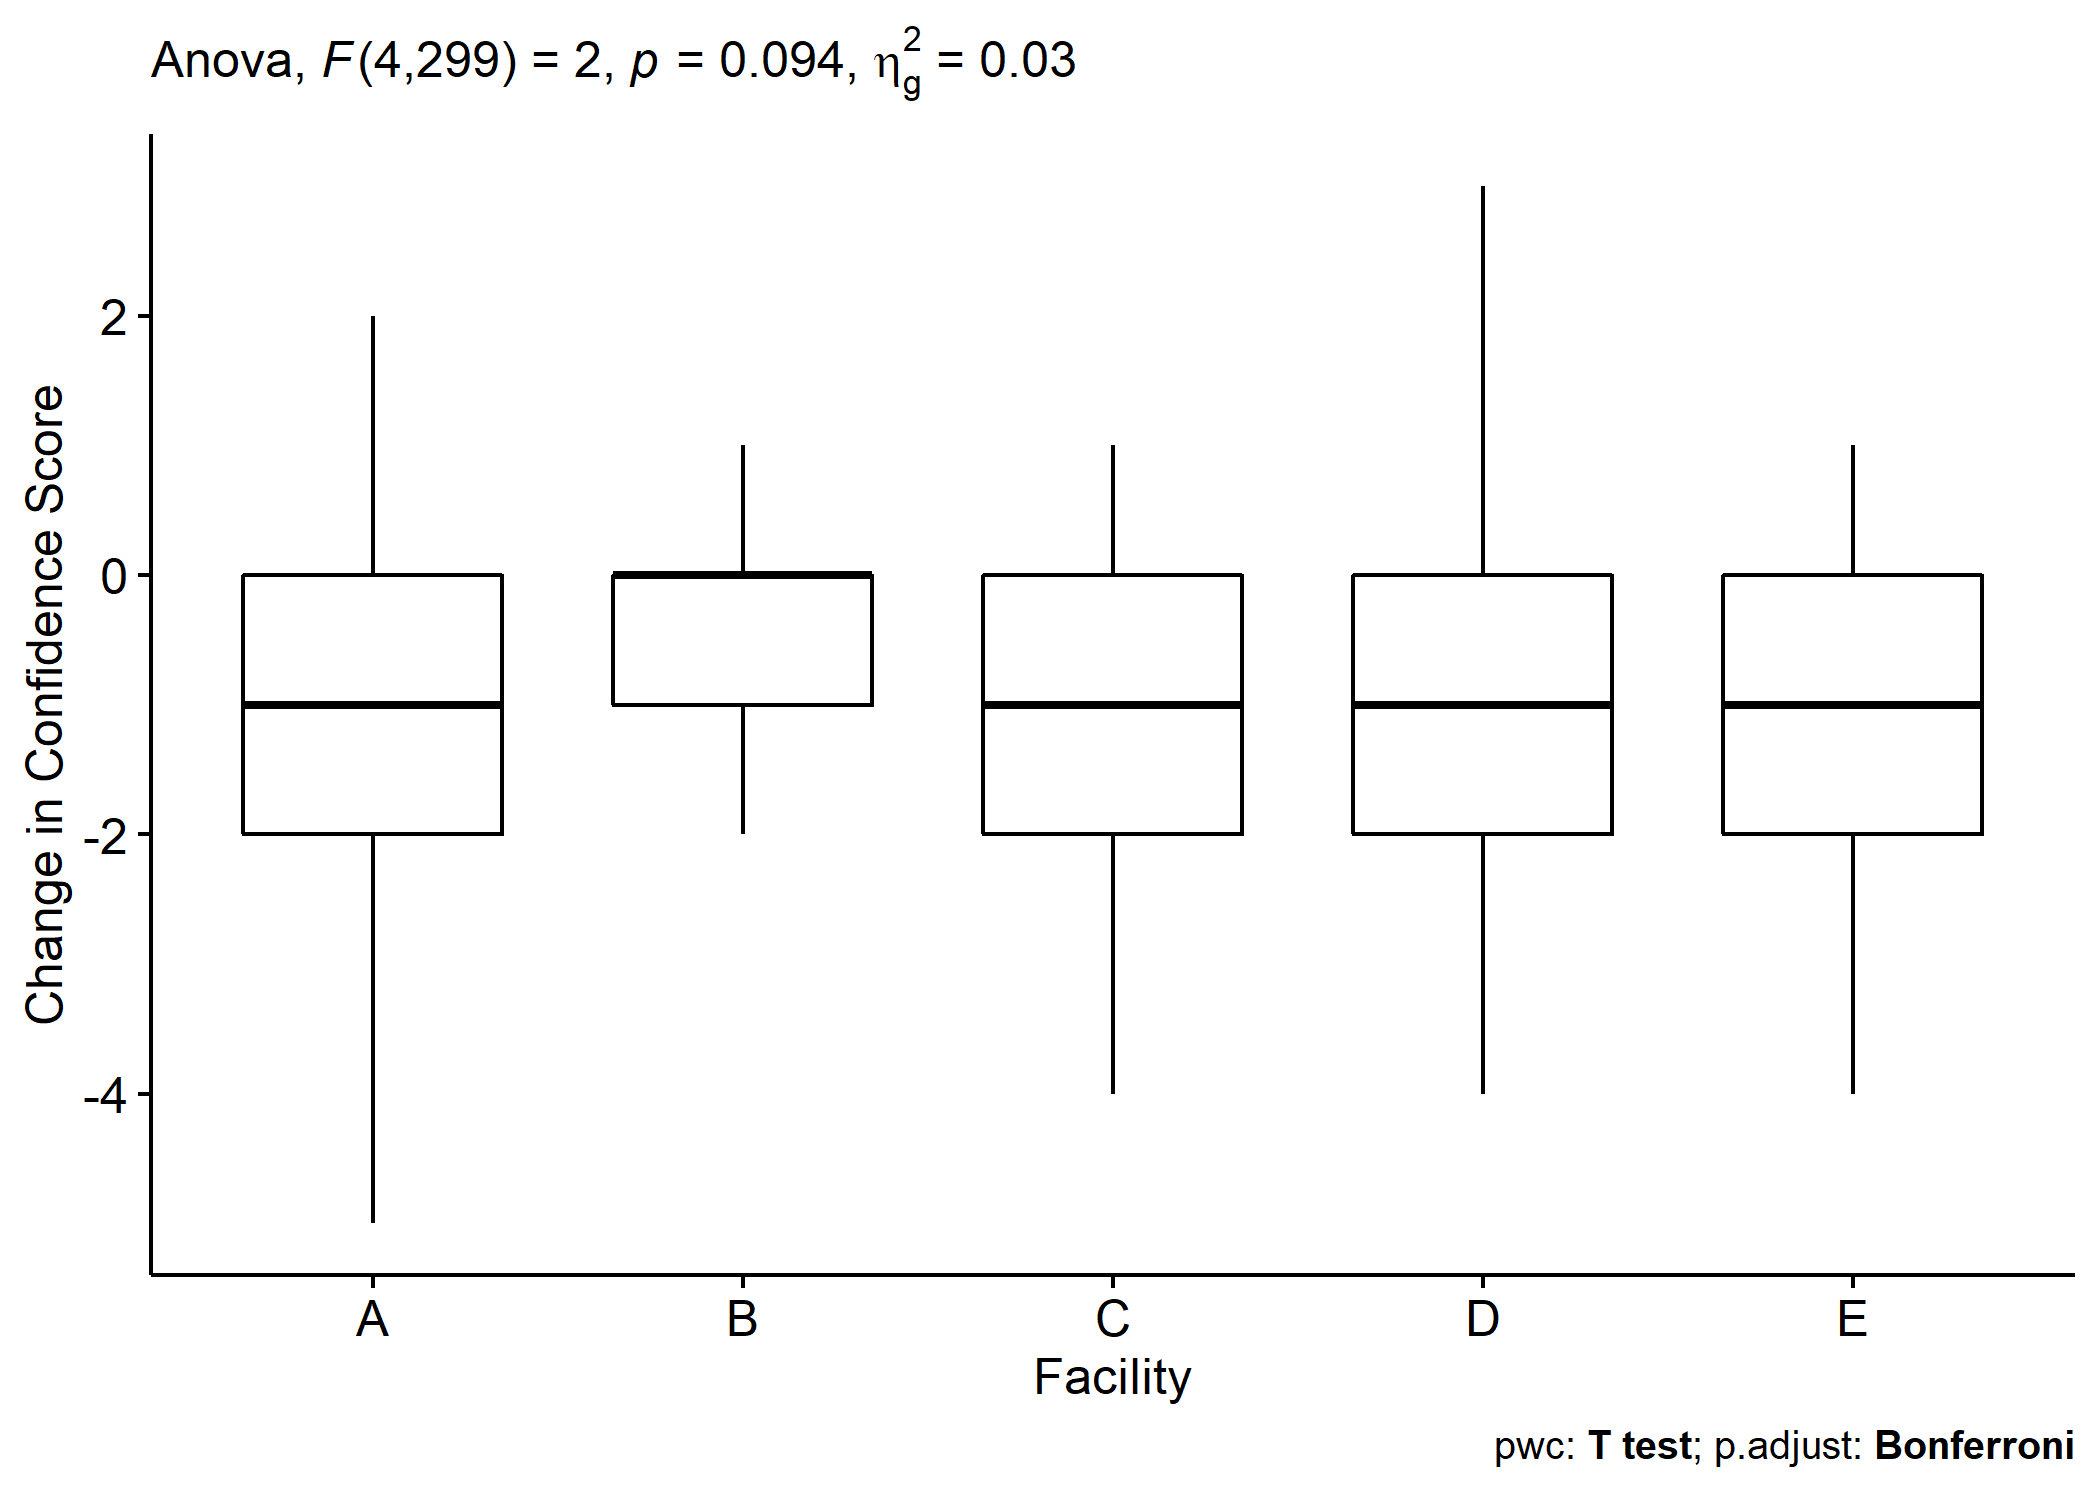 Anova, F(4,299) = 2, p = 0.094, η²g = 0.03
Change in Confidence Score
2
0
-2
-4
A B C D E
Facility
pwc: T test; p.adjust: Bonferroni